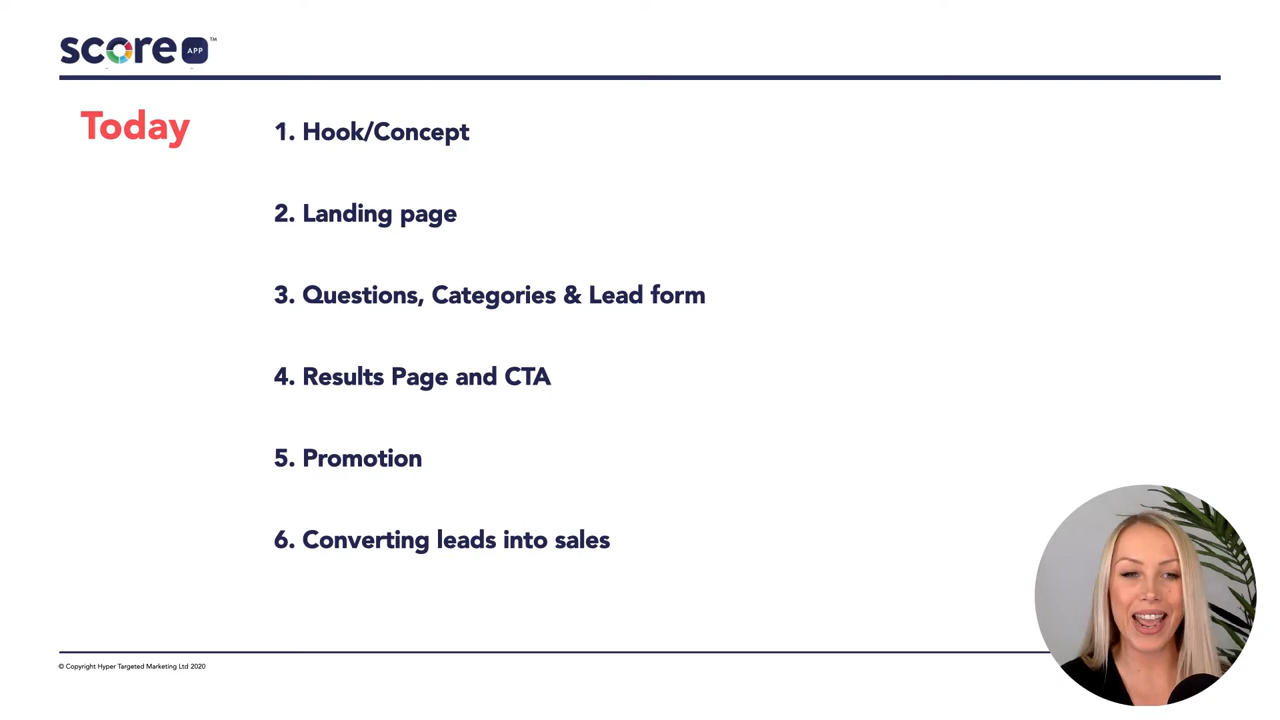 score APP ™
Today
1. Hook/Concept
2. Landing page
3. Questions, Categories & Lead form
4. Results Page and CTA
5. Promotion
6. Converting leads into sales
© Copyright Hyper Targeted Marketing Ltd 2020